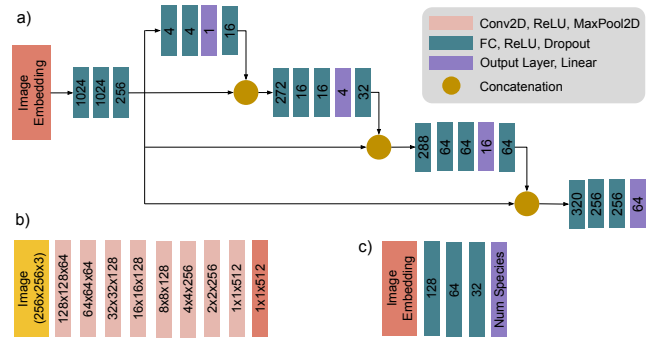 a)
Image
Embedding
1024
1024
256
4
4
1
16
272
16
16
4
32
288
64
64
16
64
320
256
256
64
Conv2D, ReLU, MaxPool2D
FC, ReLU, Dropout
Output Layer, Linear
Concatenation
b)
Image
(256x256x3)
128x128x64
64x64x64
32x32x128
16x16x128
8x8x128
4x4x256
2x2x256
1x1x512
1x1x512
c)
Image
Embedding
128
64
32
Num Species